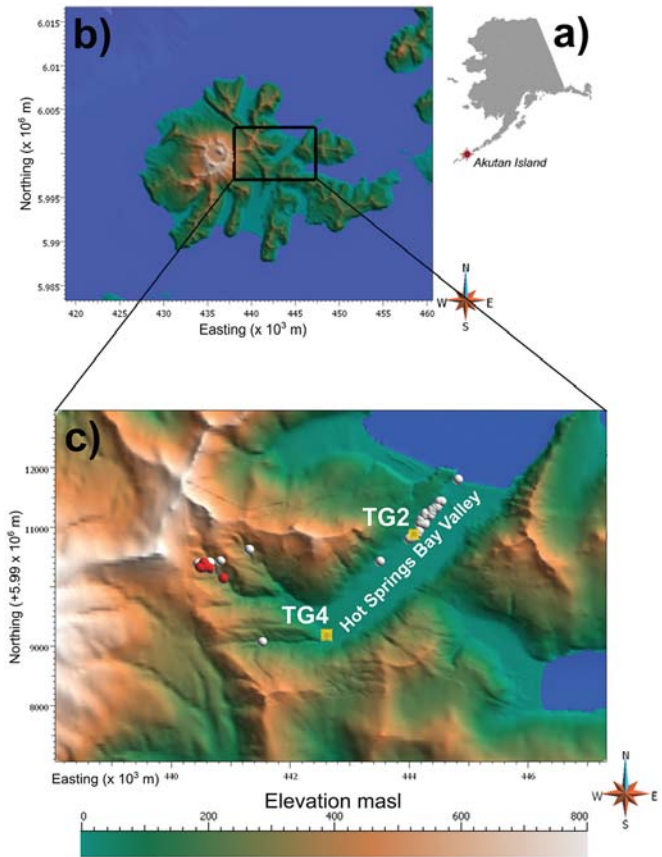 b)
a)
6.015
6.01
6.005
6
5.995
5.99
5.985
Northing (x 10⁶ m)
420 425 430 435 440 445 450 455 460
Easting (x 10³ m)
Akutan Island
N
W E
S
c)
12000
11000
9000
8000
Northing (+5.99 x 10⁶ m)
TG2
TG4
Hot Springs Bay Valley
Easting (x 10³ m) 440 442 444 446
Elevation masl
0 200 400 600 800
N
W E
S